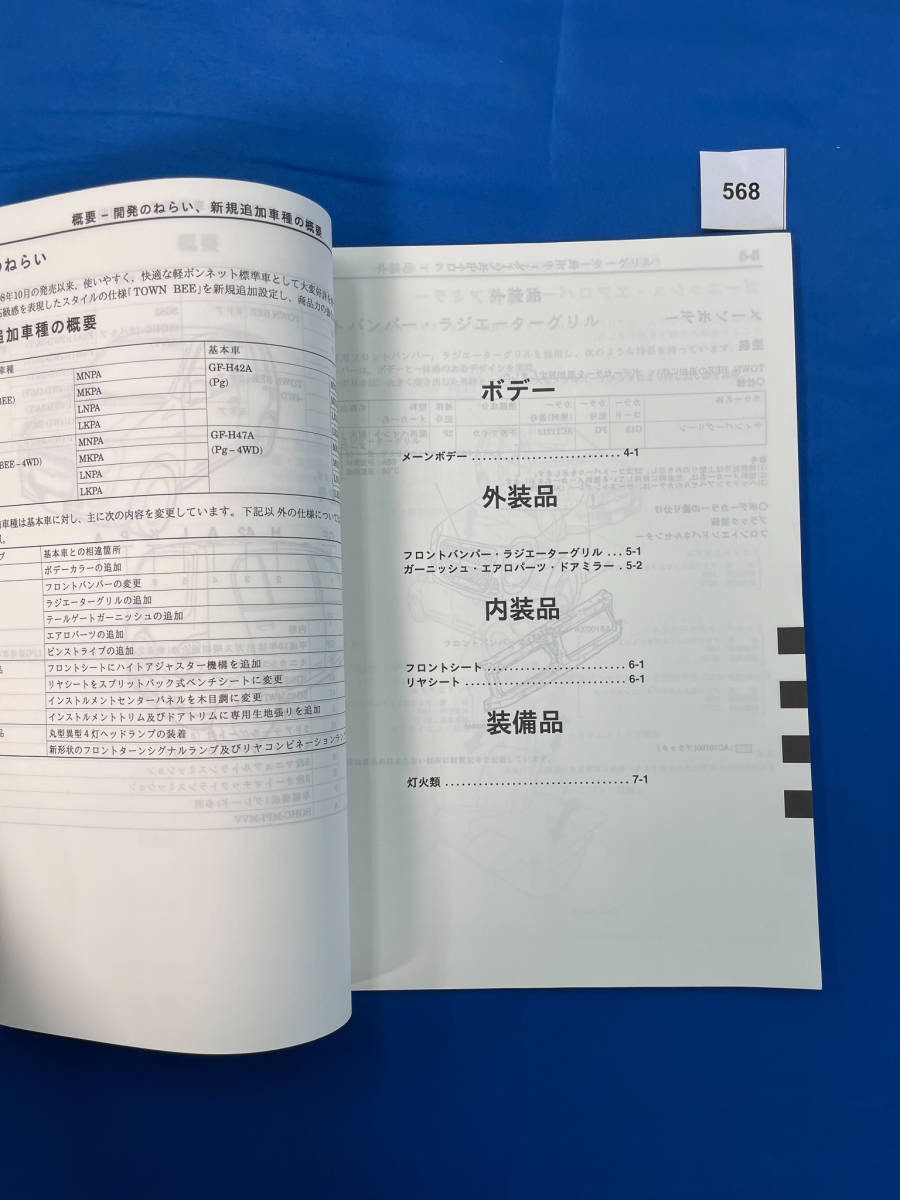 568
概要－開発のねらい、新規追加車種の概要
のねらい
8年10月の発売以来、使いやすく、快適な軽ボンネット標準車として大変
級感を表現したスタイルの仕様「TOWN BEE」を新規追加設定し、商品力の
追加車種の概要
車種
基本車
MNPA
GF-H42A
(Pg)
BEE)
MKPA
LNPA
LKPA
MNPA
GF-H47A
(Pg－4WD)
BEE－4WD)
MKPA
LNPA
LKPA
車種は基本車に対し、主に次の内容を変更しています。下記以外の仕様については
基本車との相違箇所
ボデーカラーの追加
フロントバンパーの変更
ラジエーターグリルの追加
テールゲートガーニッシュの追加
エアロパーツの追加
ピンストライプの追加
品
フロントシートにハイトアジャスター機構を追加
リヤシートをスプリットバック式ベンチシートに変更
インストルメントセンターパネルを木目調に変更
インストルメントトリム及びドアトリムに専用生地張りを追加
品
丸型異型４灯ヘッドランプの装着
新形状のフロントターンシグナルランプ及びリヤコンビネーションラン
ボデー
メーンボデー .......................... 4-1
外装品
フロントバンパー・ラジエーターグリル ... 5-1
ガーニッシュ・エアロパーツ・ドアミラー . 5-2
内装品
フロントシート ......................... 6-1
リヤシート ............................. 6-1
装備品
灯火類 ................................. 7-1